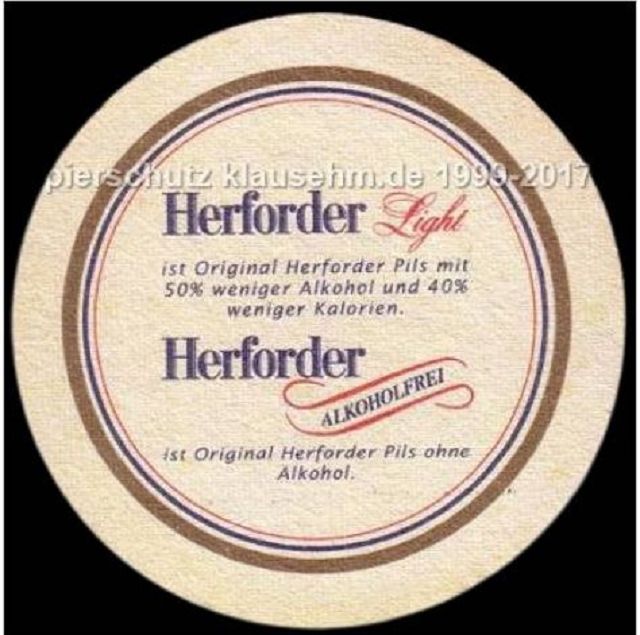 pierschutz klausehm.de 1999-2017
Herforder Light
ist Original Herforder Pils mit
50% weniger Alkohol und 40%
weniger Kalorien.
Herforder
ALKOHOLFREI
ist Original Herforder Pils ohne
Alkohol.